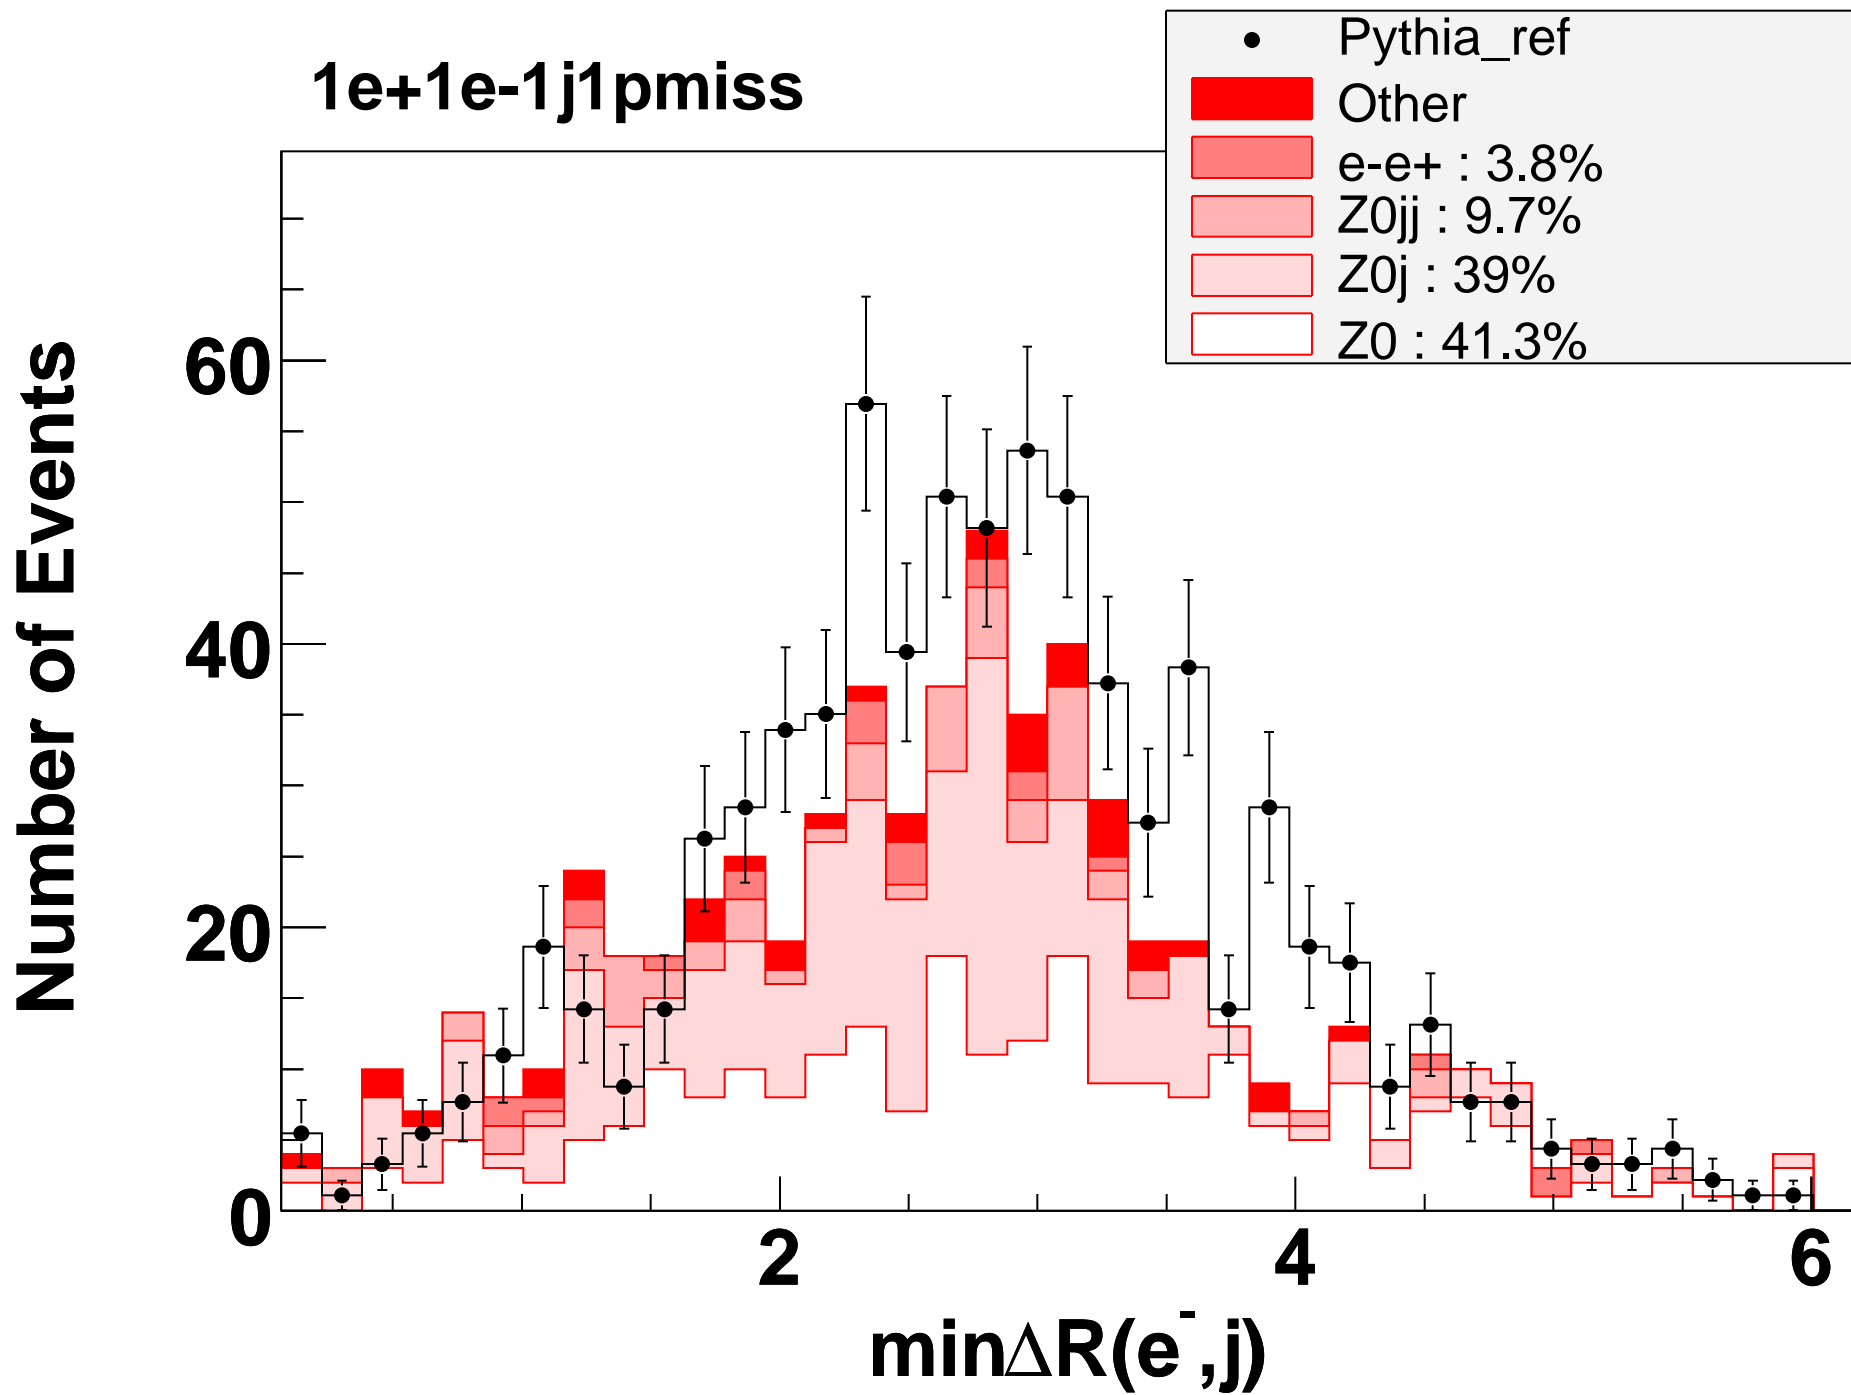 1e+1e-1j1pmiss
Pythia_ref
Other
e-e+ : 3.8%
Z0jj : 9.7%
Z0j : 39%
Z0 : 41.3%
Number of Events
60
40
20
0
2
4
6
minΔR(e⁻,j)